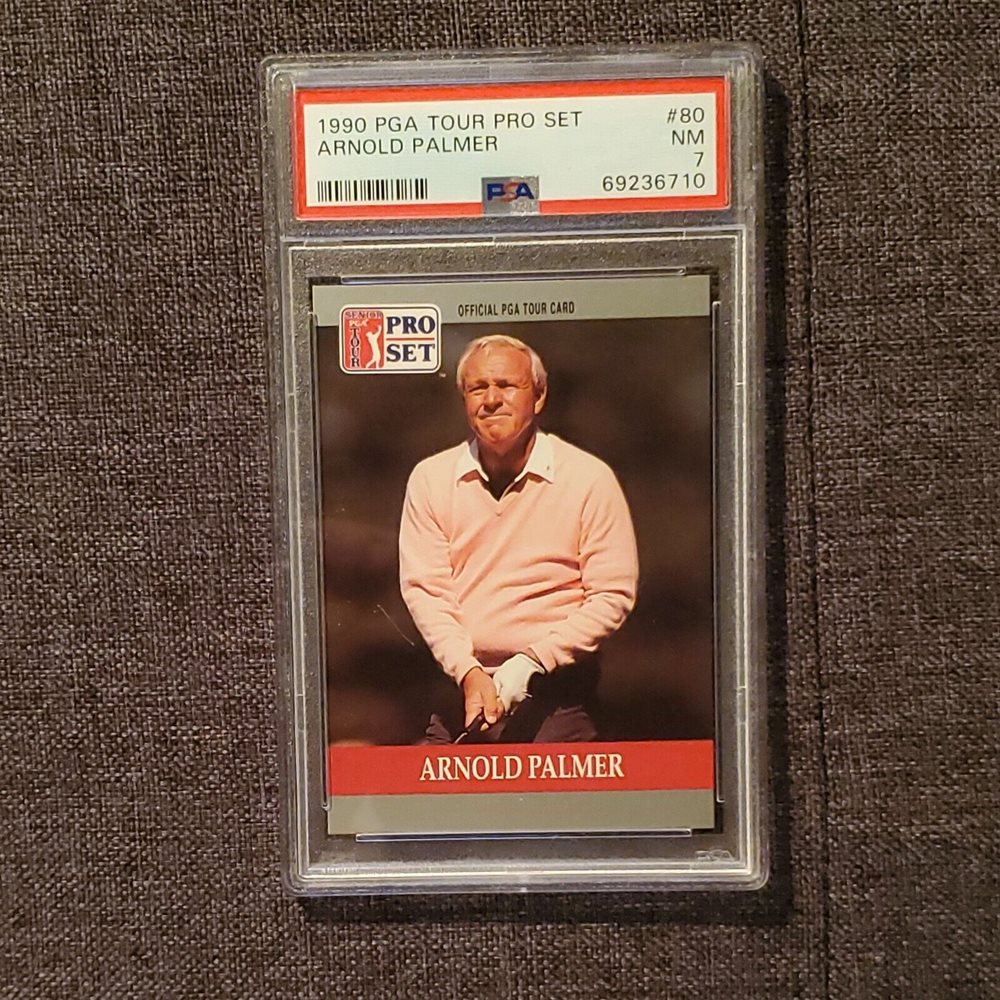 1990 PGA TOUR PRO SET #80
ARNOLD PALMER NM
7
PSA 69236710
OFFICIAL PGA TOUR CARD
SENIOR
PGA
TOUR
PRO
SET
ARNOLD PALMER